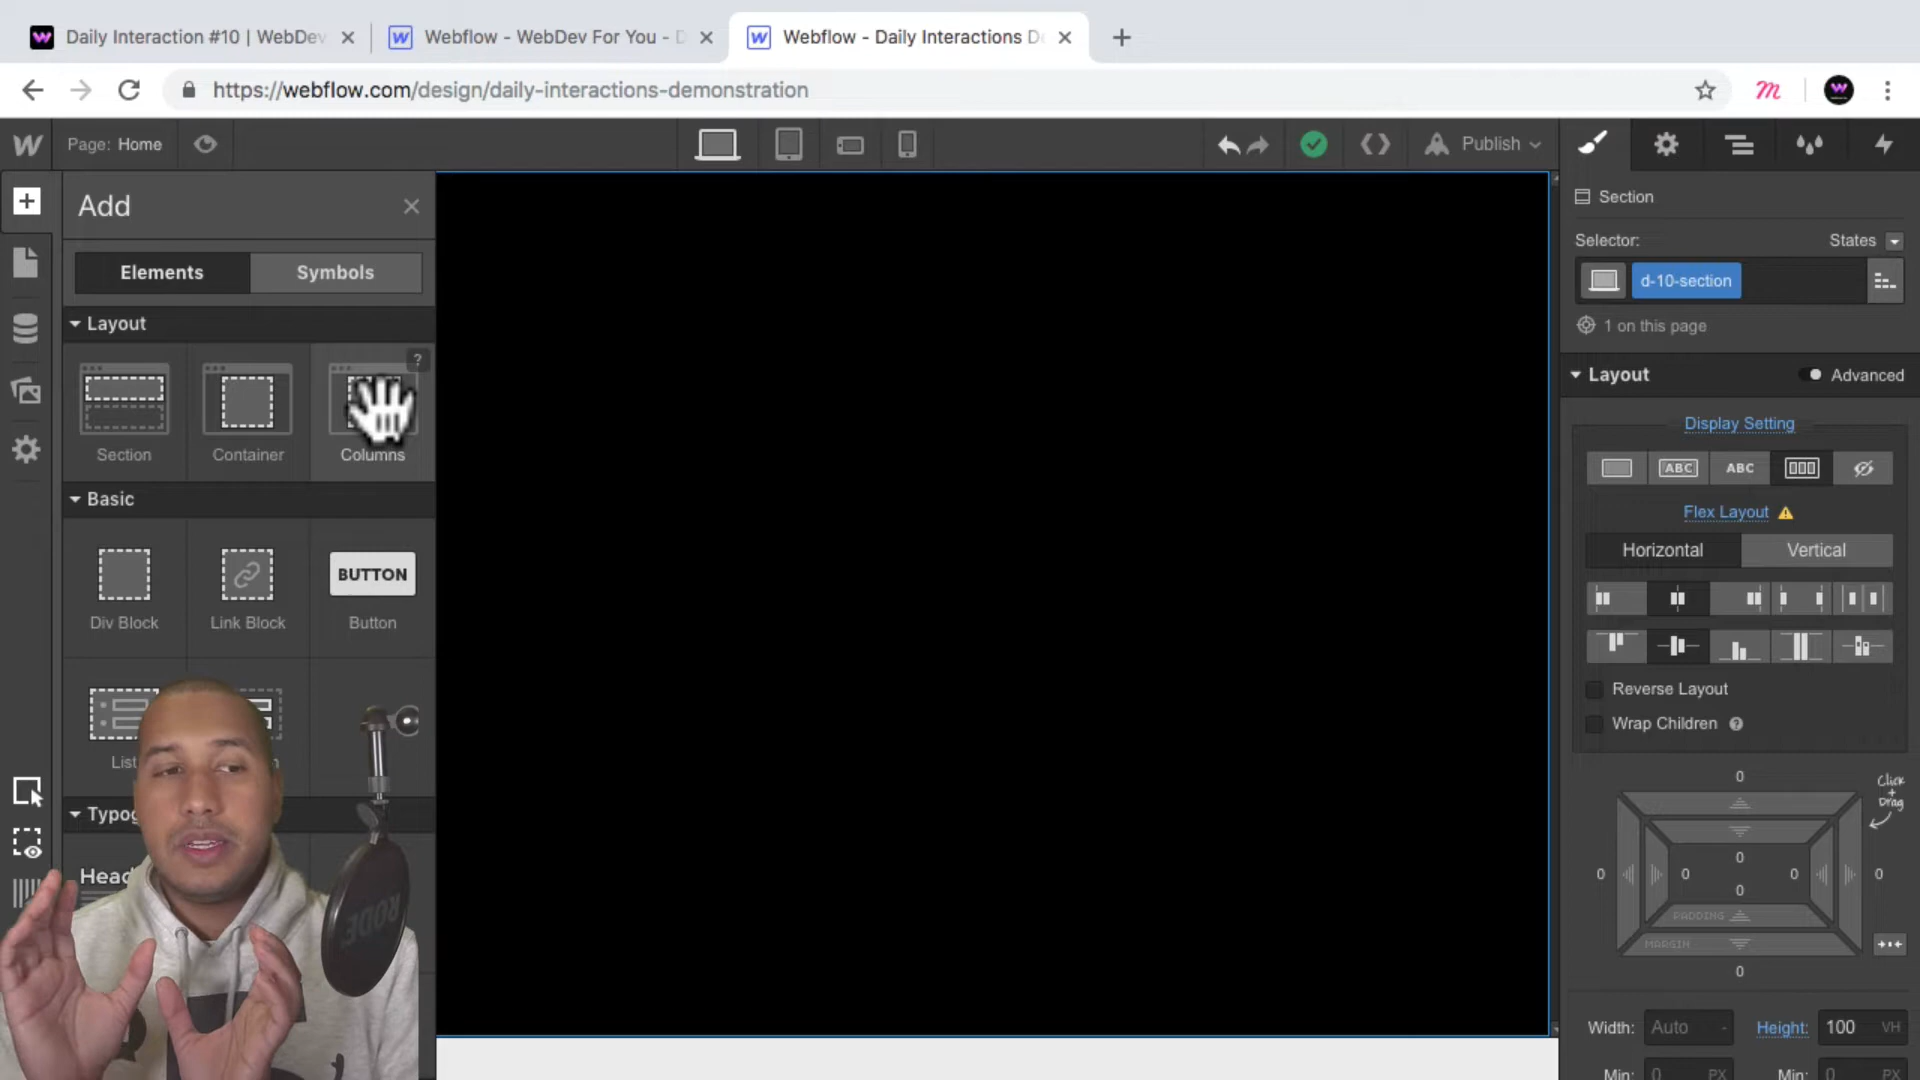 Daily Interaction #10 | WebDev
Webflow - WebDev For You - D
Webflow - Daily Interactions De
https://webflow.com/design/daily-interactions-demonstration
Page: Home
Publish
Add
Elements
Symbols
Layout
?
Section
Container
Columns
Basic
BUTTON
Div Block
Link Block
Button
List
Typog
Head
RODE
Section
Selector:
States
d-10-section
1 on this page
Layout
Advanced
Display Setting
ABC
ABC
Flex Layout
Horizontal
Vertical
Reverse Layout
Wrap Children ?
Click
+
Drag
0
0
0
0
0
0
0
PADDING
MARGIN
0
Width: Auto -
Height: 100 VH
Min: 0 PX
Min: 0 PX